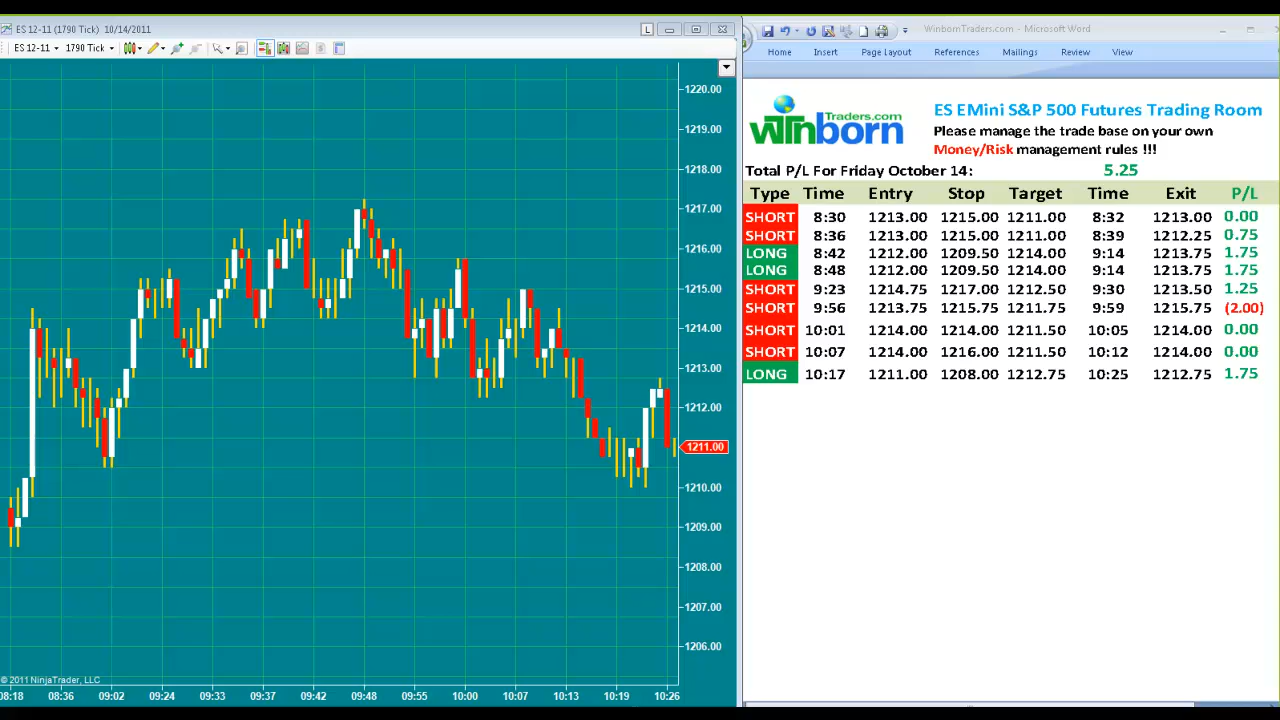 ES 12-11 (1790 Tick) 10/14/2011
L
ES 12-11 1790 Tick
1220.00
1219.00
1218.00
1217.00
1216.00
1215.00
1214.00
1213.00
1212.00
1211.00
1210.00
1209.00
1208.00
1207.00
1206.00
© 2011 NinjaTrader, LLC
08:18 08:36 09:02 09:24 09:33 09:37 09:42 09:48 09:55 10:00 10:07 10:13 10:19 10:26
WinbornTraders.com - Microsoft Word
Home Insert Page Layout References Mailings Review View
Traders.com
Winborn
ES EMini S&P 500 Futures Trading Room
Please manage the trade base on your own
Money/Risk management rules !!!
Total P/L For Friday October 14: 5.25
Type Time Entry Stop Target Time Exit P/L
SHORT 8:30 1213.00 1215.00 1211.00 8:32 1213.00 0.00
SHORT 8:36 1213.00 1215.00 1211.00 8:39 1212.25 0.75
LONG 8:42 1212.00 1209.50 1214.00 9:14 1213.75 1.75
LONG 8:48 1212.00 1209.50 1214.00 9:14 1213.75 1.75
SHORT 9:23 1214.75 1217.00 1212.50 9:30 1213.50 1.25
SHORT 9:56 1213.75 1215.75 1211.75 9:59 1215.75 (2.00)
SHORT 10:01 1214.00 1214.00 1211.50 10:05 1214.00 0.00
SHORT 10:07 1214.00 1216.00 1211.50 10:12 1214.00 0.00
LONG 10:17 1211.00 1208.00 1212.75 10:25 1212.75 1.75